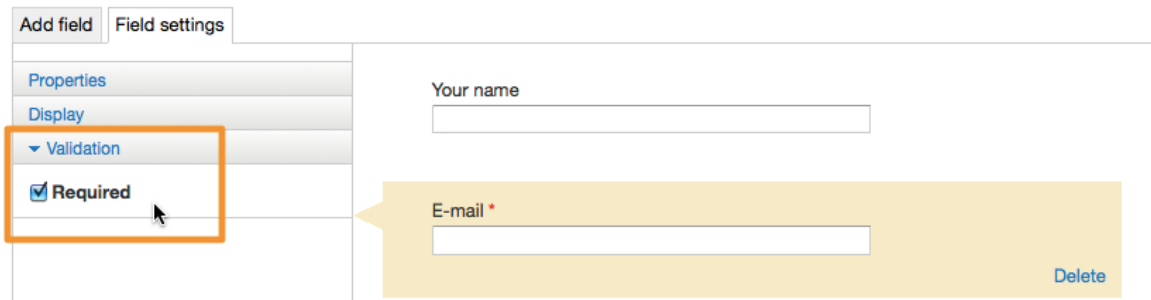 Add field Field settings
Properties
Display
Validation
Required
Your name
E-mail *
Delete